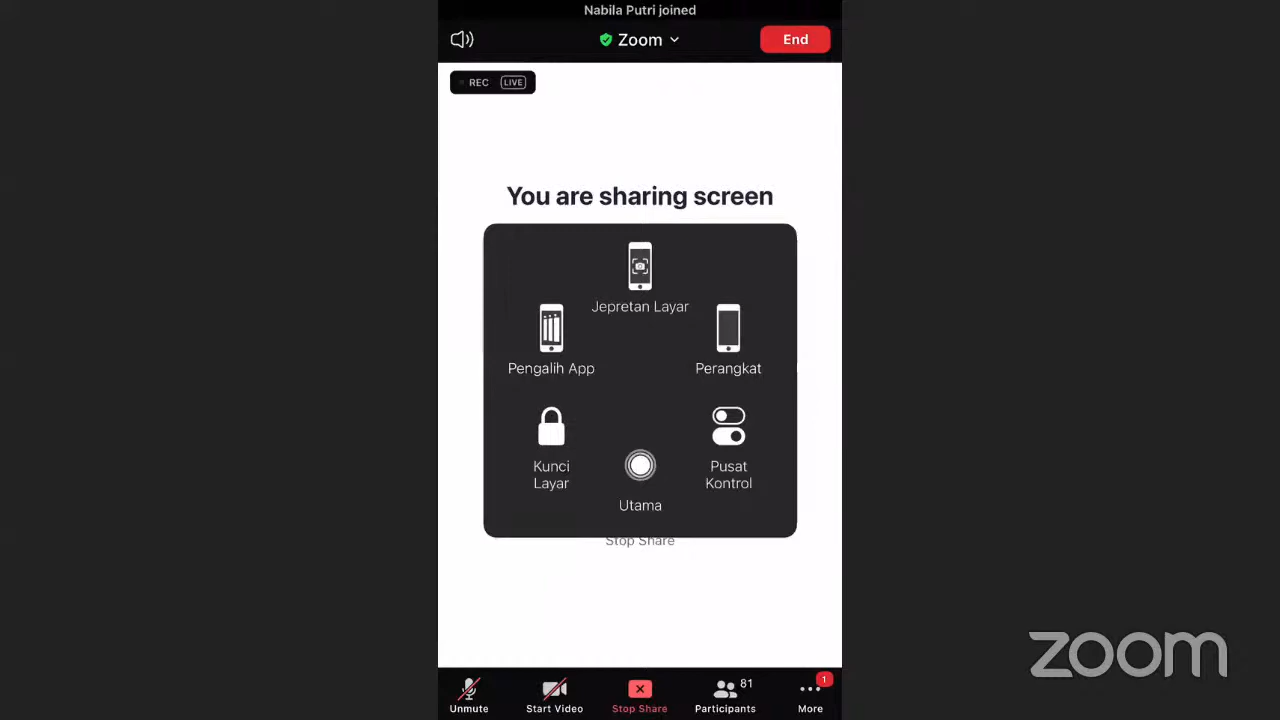 Nabila Putri joined
Zoom
End
REC LIVE
You are sharing screen
Jepretan Layar
Pengalih App
Perangkat
Kunci
Layar
Pusat
Kontrol
Utama
Stop Share
zoom
Unmute
Start Video
Stop Share
81
Participants
1
More